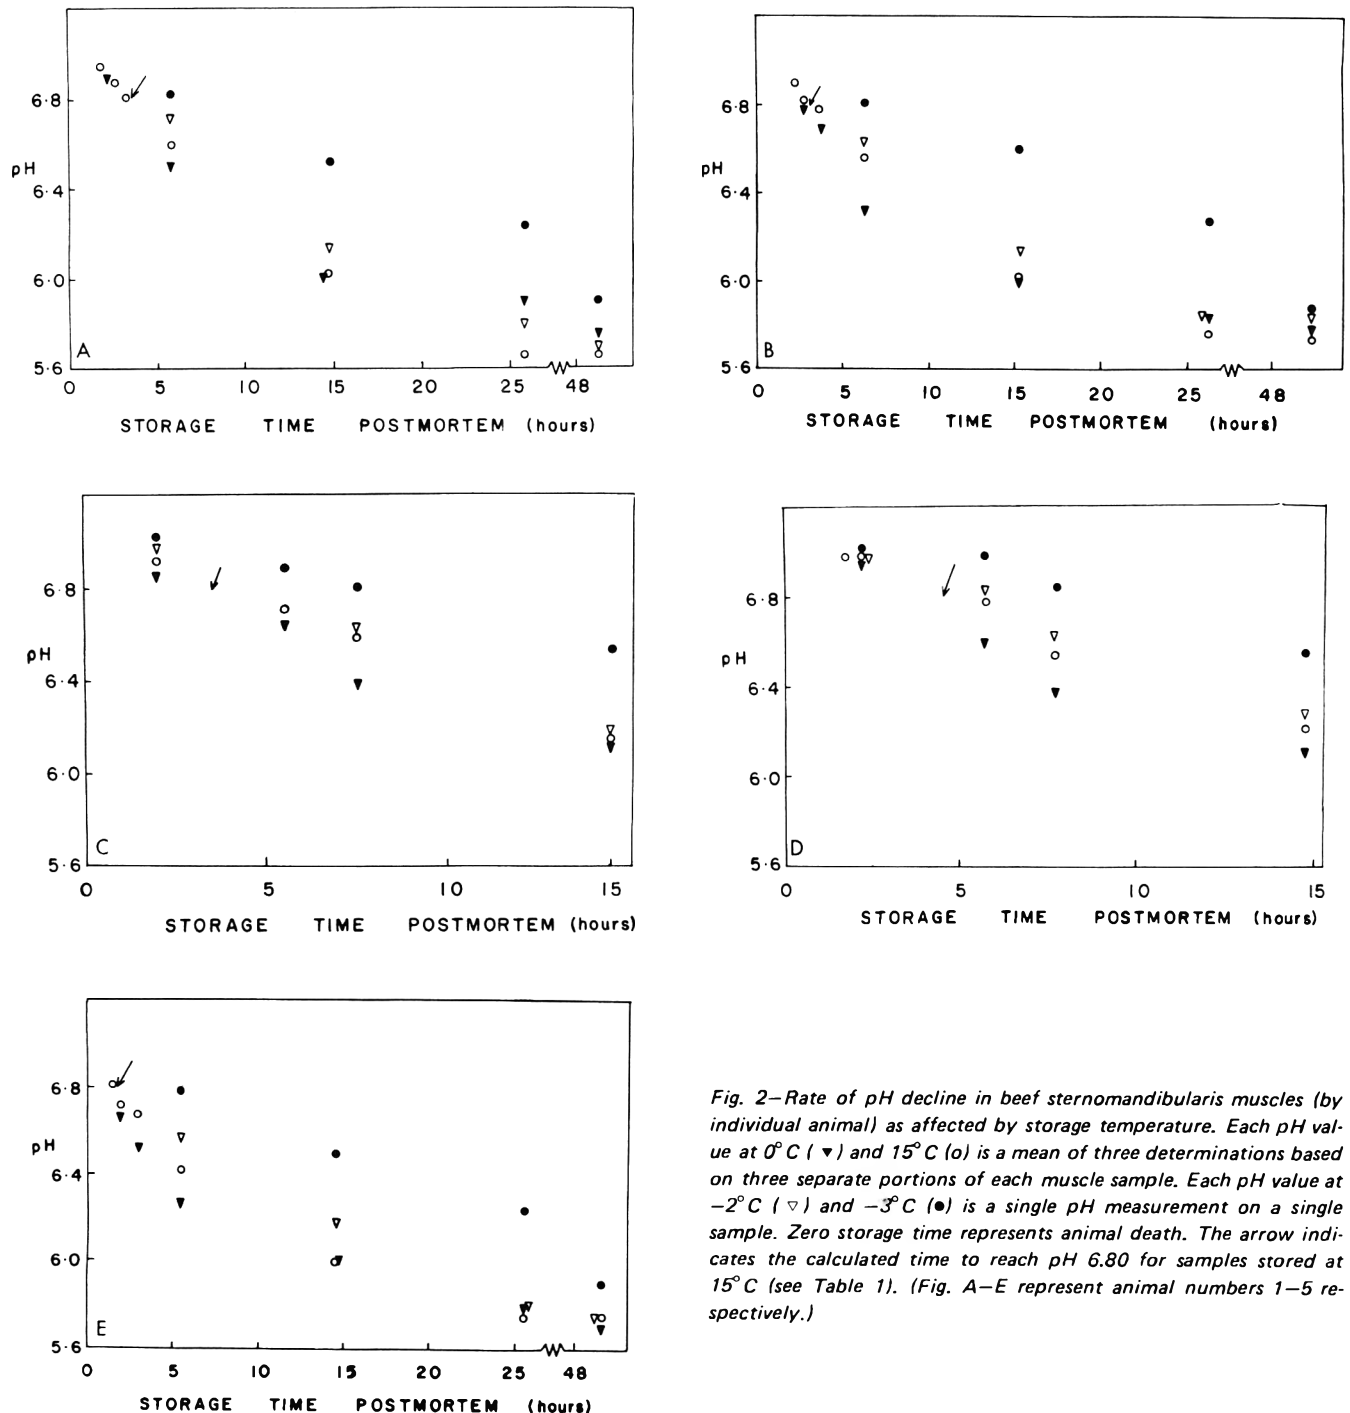 6·8
pH
6·4
6·0
A
5·6
0 5 10 15 20 25 48
STORAGE TIME POSTMORTEM (hours)
6·8
pH
6·4
6·0
B
5·6
0 5 10 15 20 25 48
STORAGE TIME POSTMORTEM (hours)
6·8
pH
6·4
6·0
C
5·6
0 5 10 15
STORAGE TIME POSTMORTEM (hours)
6·8
pH
6·4
6·0
D
5·6
0 5 10 15
STORAGE TIME POSTMORTEM (hours)
6·8
pH
6·4
6·0
E
5·6
0 5 10 15 20 25 48
STORAGE TIME POSTMORTEM (hours)
Fig. 2—Rate of pH decline in beef sternomandibularis muscles (by
individual animal) as affected by storage temperature. Each pH val-
ue at 0°C (▼) and 15°C (o) is a mean of three determinations based
on three separate portions of each muscle sample. Each pH value at
−2°C (▽) and −3°C (●) is a single pH measurement on a single
sample. Zero storage time represents animal death. The arrow indi-
cates the calculated time to reach pH 6.80 for samples stored at
15°C (see Table 1). (Fig. A—E represent animal numbers 1—5 re-
spectively.)